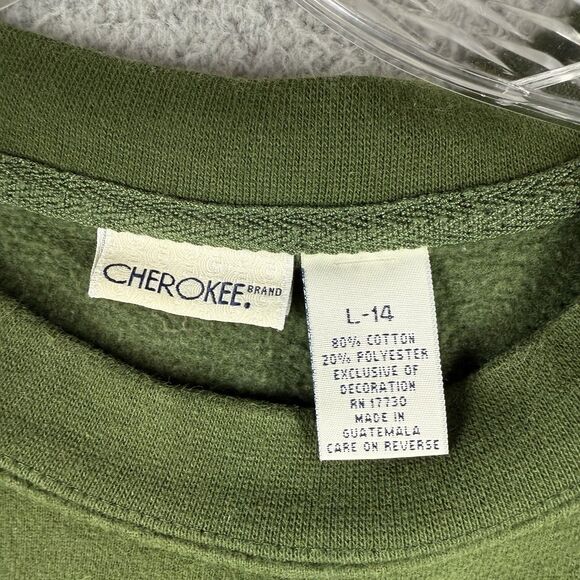 CHEROKEE. BRAND
L-14
80% COTTON
20% POLYESTER
EXCLUSIVE OF
DECORATION
RN 17730
MADE IN
GUATEMALA
CARE ON REVERSE